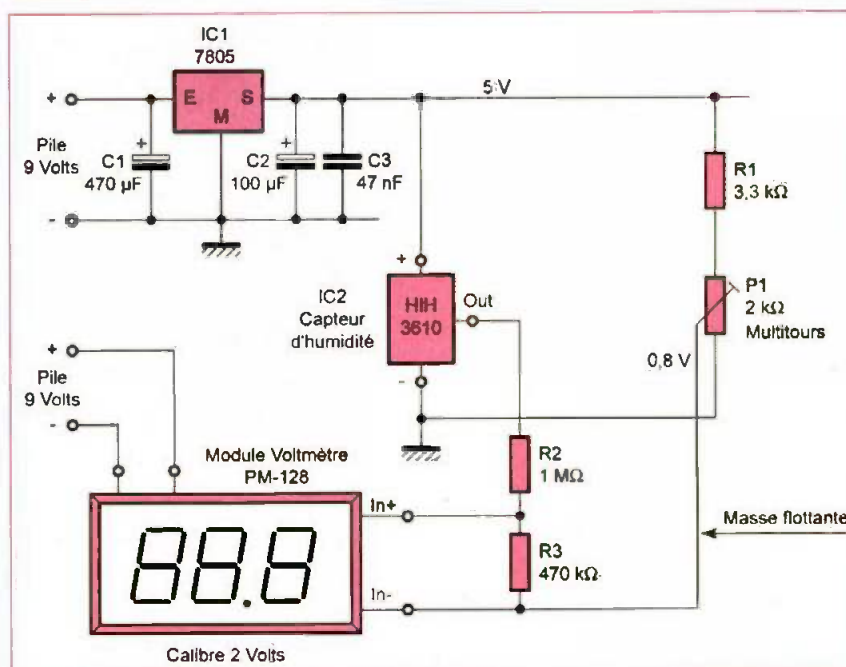 IC1
7805
E
S
M
5 V
+
Pile
9 Volts
-
C1
470 µF
+
C2
100 µF
+
C3
47 nF
R1
3,3 kΩ
P1
2 kΩ
Multitours
0,8 V
IC2
Capteur
d'humidité
+
HIH
3610
-
Out
+
Pile
9 Volts
-
Module Voltmètre
PM-128
R2
1 MΩ
In+
R3
470 kΩ
In-
Masse flottante
88.8
Calibre 2 Volts